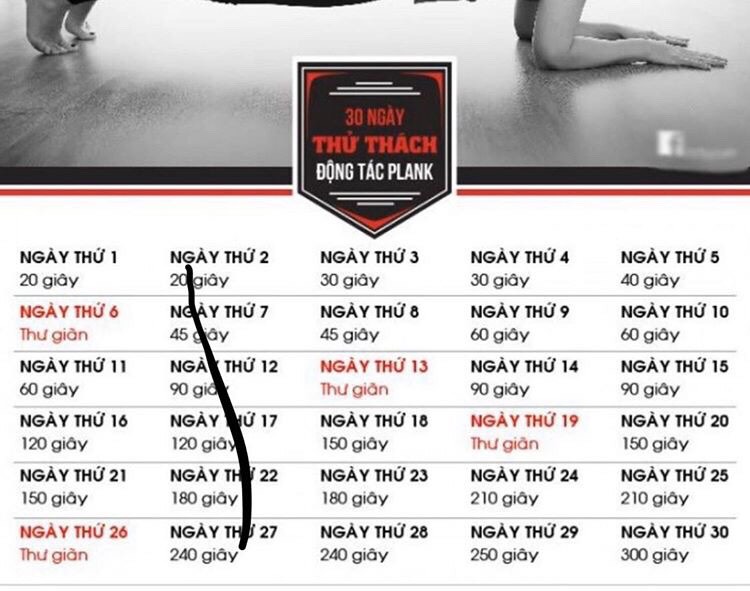 30 NGÀY
THỬ THÁCH
ĐỘNG TÁC PLANK
NGÀY THỨ 1 NGÀY THỨ 2 NGÀY THỨ 3 NGÀY THỨ 4 NGÀY THỨ 5
20 giây 20 giây 30 giây 30 giây 40 giây
NGÀY THỨ 6 NGÀY THỨ 7 NGÀY THỨ 8 NGÀY THỨ 9 NGÀY THỨ 10
Thư giãn 45 giây 45 giây 60 giây 60 giây
NGÀY THỨ 11 NGÀY THỨ 12 NGÀY THỨ 13 NGÀY THỨ 14 NGÀY THỨ 15
60 giây 90 giây Thư giãn 90 giây 90 giây
NGÀY THỨ 16 NGÀY THỨ 17 NGÀY THỨ 18 NGÀY THỨ 19 NGÀY THỨ 20
120 giây 120 giây 150 giây Thư giãn 150 giây
NGÀY THỨ 21 NGÀY THỨ 22 NGÀY THỨ 23 NGÀY THỨ 24 NGÀY THỨ 25
150 giây 180 giây 180 giây 210 giây 210 giây
NGÀY THỨ 26 NGÀY THỨ 27 NGÀY THỨ 28 NGÀY THỨ 29 NGÀY THỨ 30
Thư giãn 240 giây 240 giây 250 giây 300 giây